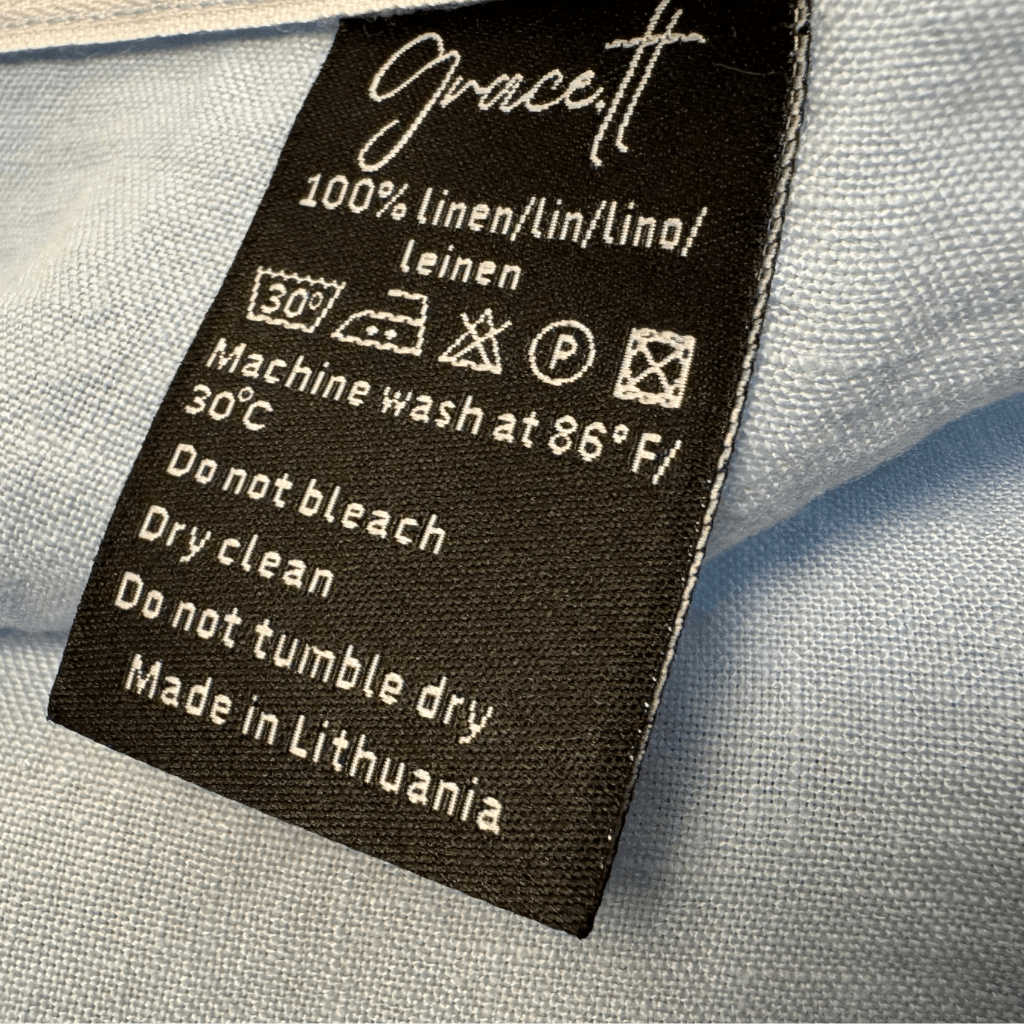 grace.tt
100% linen/lin/lino/
leinen
30° P
Machine wash at 86°F/
30°C
Do not bleach
Dry clean
Do not tumble dry
Made in Lithuania